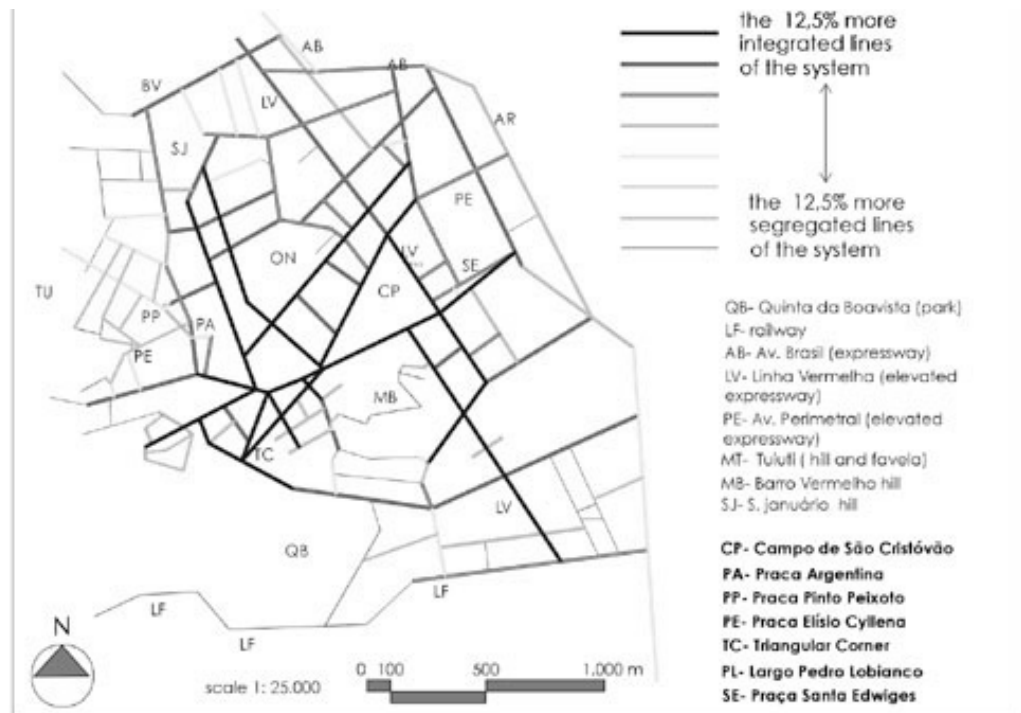 the 12,5% more
integrated lines
of the system
the 12,5% more
segregated lines
of the system
QB- Quinta da Boavista (park)
LF- railway
AB- Av. Brasil (expressway)
LV- Linha Vermelha (elevated
expressway)
PE- Av. Perimetral (elevated
expressway)
MT- Tuiuti ( hill and favela)
MB- Barro Vermelho hill
SJ- S. januário hill
CP- Campo de São Cristóvão
PA- Praca Argentina
PP- Praca Pinto Peixoto
PE- Praca Elísio Cyllena
TC- Triangular Corner
PL- Largo Pedro Lobianco
SE- Praça Santa Edwiges
AB
AB
BV
LV
AR
SJ
PE
LV
ON
SE
CP
TU
PP
PA
PE
MB
TC
LV
QB
LF
LF
LF
N
scale 1: 25.000
0 100 500 1.000 m